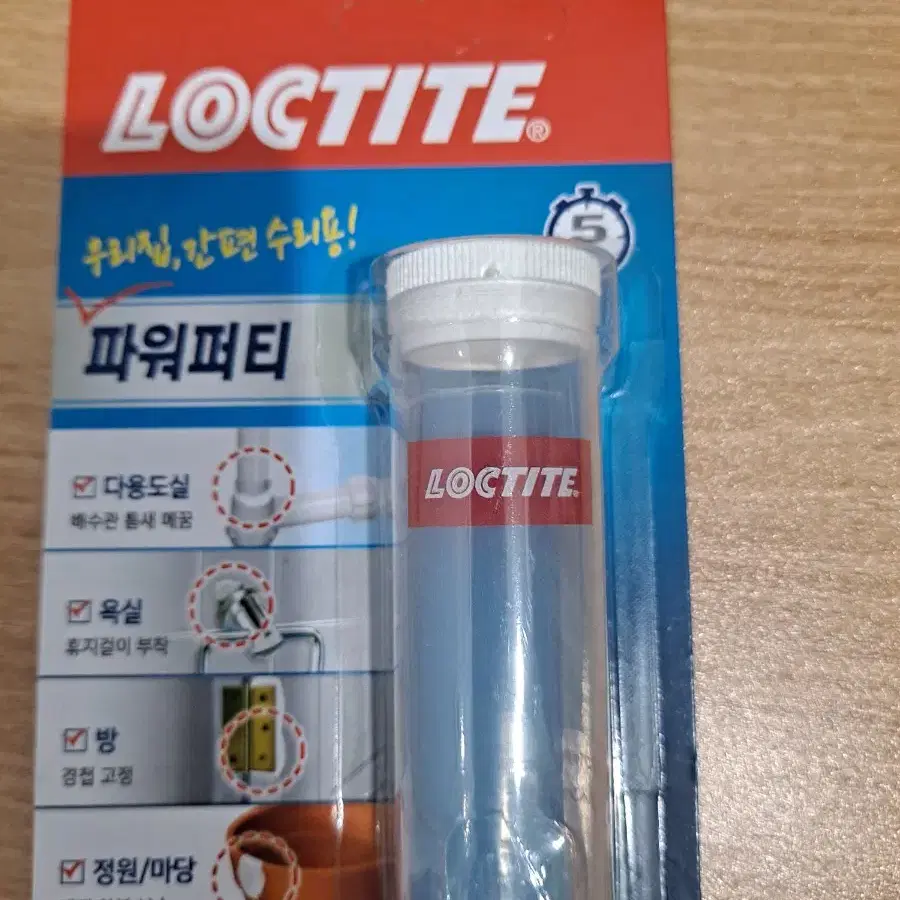 LOCTITE®
우리집, 간편 수리용!
5
파워퍼티
LOCTITE
다용도실
배수관 틈새 메꿈
욕실
휴지걸이 부착
방
경첩 고정
정원/마당